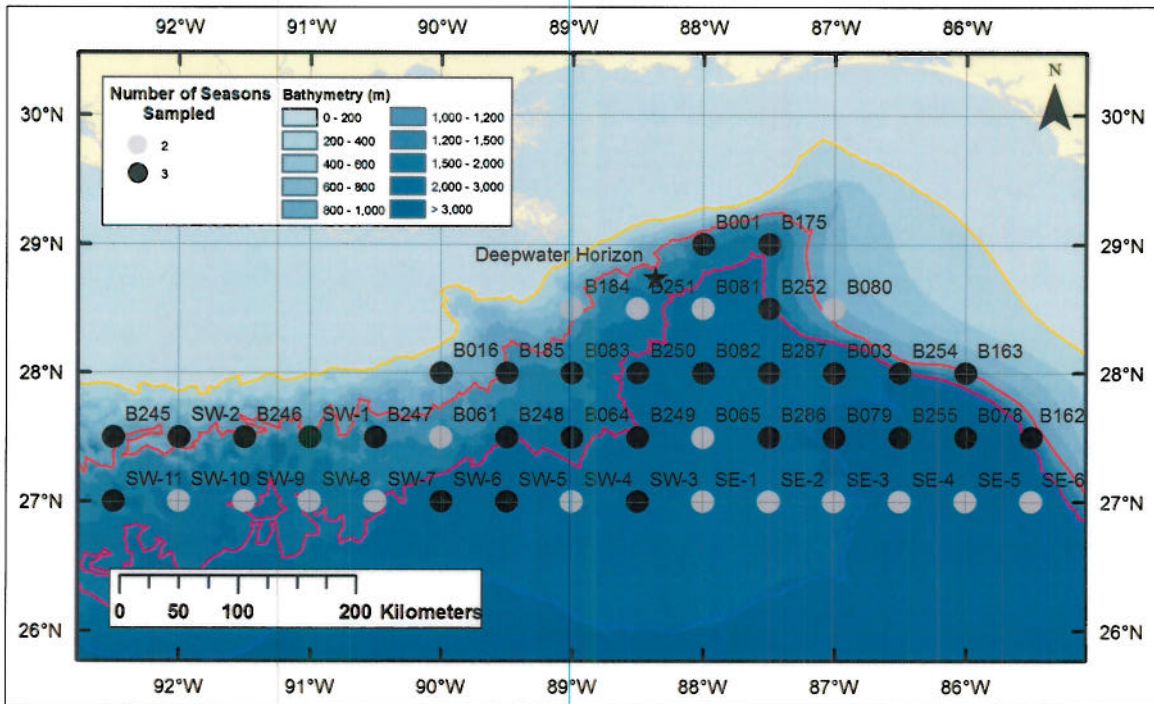 92°W 91°W 90°W 89°W 88°W 87°W 86°W
N
Number of Seasons
Sampled
2
3
Bathymetry (m)
0 - 200
200 - 400
400 - 600
600 - 800
800 - 1,000
1,000 - 1,200
1,200 - 1,500
1,500 - 2,000
2,000 - 3,000
> 3,000
30°N 30°N
29°N 29°N
B001 B175
Deepwater Horizon
B184 B251 B081 B252 B080
28°N B016 B185 B083 B250 B082 B287 B003 B254 B163 28°N
B245 SW-2 B246 SW-1 B247 B061 B248 B064 B249 B065 B286 B079 B255 B078 B162
27°N SW-11 SW-10 SW-9 SW-8 SW-7 SW-6 SW-5 SW-4 SW-3 SE-1 SE-2 SE-3 SE-4 SE-5 SE-6 27°N
0 50 100 200 Kilometers
26°N 26°N
92°W 91°W 90°W 89°W 88°W 87°W 86°W